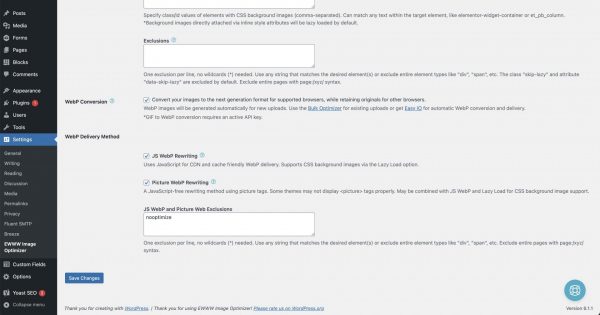 Specify class/id values of elements with CSS background images (comma-separated). Can match any text within the target element, like elementor-widget-container or et_pb_column.
*Background images directly attached via inline style attributes will be lazy loaded by default.
Exclusions
One exclusion per line, no wildcards (*) needed. Use any string that matches the desired element(s) or exclude entire element types like "div", "span", etc. The class "skip-lazy" and attribute
"data-skip-lazy" are excluded by default. Exclude entire pages with page:/xyz/ syntax.
WebP Conversion
Convert your images to the next generation format for supported browsers, while retaining originals for other browsers.
WebP images will be generated automatically for new uploads. Use the Bulk Optimizer for existing uploads or get Easy IO for automatic WebP conversion and delivery.
*GIF to WebP conversion requires an active API key.
WebP Delivery Method
JS WebP Rewriting
Uses JavaScript for CDN and cache friendly WebP delivery. Supports CSS background images via the Lazy Load option.
Picture WebP Rewriting
A JavaScript-free rewriting method using picture tags. Some themes may not display <picture> tags properly. May be combined with JS WebP and Lazy Load for CSS background image support.
JS WebP and Picture Web Exclusions
nooptimize
One exclusion per line, no wildcards (*) needed. Use any string that matches the desired element(s) or exclude entire element types like "div", "span", etc. Exclude entire pages with page:/xyz/
syntax.
Save Changes
Thank you for creating with WordPress. | Thank you for using EWWW Image Optimizer! Please rate us on WordPress.org
Version 6.1.1
Posts
Media
Forms
Pages
Blocks
Comments
Appearance
Plugins 1
Users
Tools
Settings
General
Writing
Reading
Discussion
Media
Permalinks
Privacy
Fluent SMTP
Breeze
EWWW Image
Optimizer
Custom Fields
Options
Yoast SEO
Collapse menu